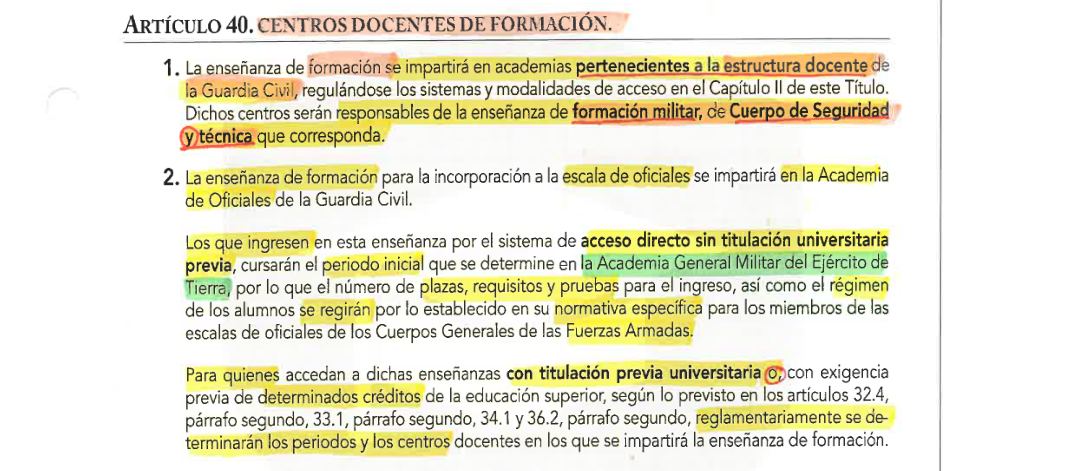 ARTÍCULO 40. CENTROS DOCENTES DE FORMACIÓN.
1. La enseñanza de formación se impartirá en academias pertenecientes a la estructura docente de
la Guardia Civil, regulándose los sistemas y modalidades de acceso en el Capítulo II de este Título.
Dichos centros serán responsables de la enseñanza de formación militar, de Cuerpo de Seguridad
y técnica que corresponda.
2. La enseñanza de formación para la incorporación a la escala de oficiales se impartirá en la Academia
de Oficiales de la Guardia Civil.
Los que ingresen en esta enseñanza por el sistema de acceso directo sin titulación universitaria
previa, cursarán el periodo inicial que se determine en la Academia General Militar del Ejército de
Tierra, por lo que el número de plazas, requisitos y pruebas para el ingreso, así como el régimen
de los alumnos se regirán por lo establecido en su normativa específica para los miembros de las
escalas de oficiales de los Cuerpos Generales de las Fuerzas Armadas.
Para quienes accedan a dichas enseñanzas con titulación previa universitaria o, con exigencia
previa de determinados créditos de la educación superior, según lo previsto en los artículos 32.4,
párrafo segundo, 33.1, párrafo segundo, 34.1 y 36.2, párrafo segundo, reglamentariamente se de-
terminarán los periodos y los centros docentes en los que se impartirá la enseñanza de formación.